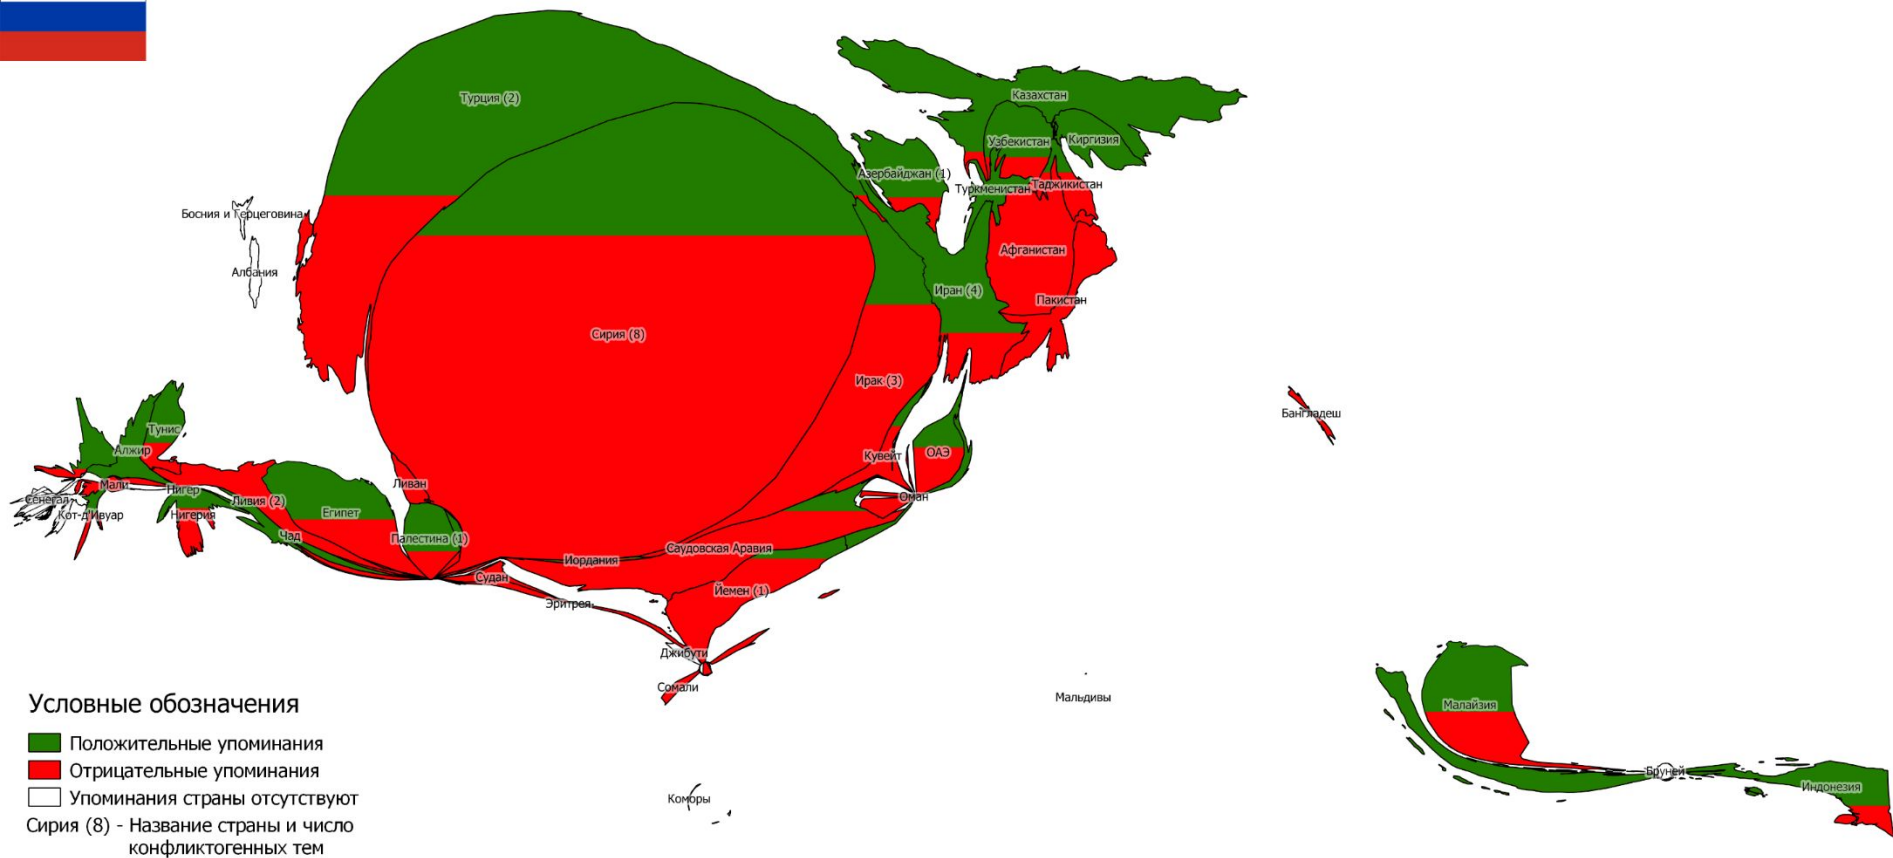 Турция (2)
Казахстан
Узбекистан
Киргизия
Азербайджан (1)
Туркменистан
Таджикистан
Босния и Герцеговина
Афганистан
Албания
Иран (4)
Пакистан
Сирия (8)
Ирак (3)
Бангладеш
Тунис
Алжир
Кувейт
ОАЭ
Мали
Нигер
Ливан
Сенегал
Ливия (2)
Оман
Кот-д'Ивуар
Нигерия
Египет
Чад
Палестина (1)
Саудовская Аравия
Иордания
Судан
Йемен (1)
Эритрея
Джибути
Сомали
Мальдивы
Малайзия
Бруней
Индонезия
Коморы
Условные обозначения
Положительные упоминания
Отрицательные упоминания
Упоминания страны отсутствуют
Сирия (8) - Название страны и число
конфликтогенных тем